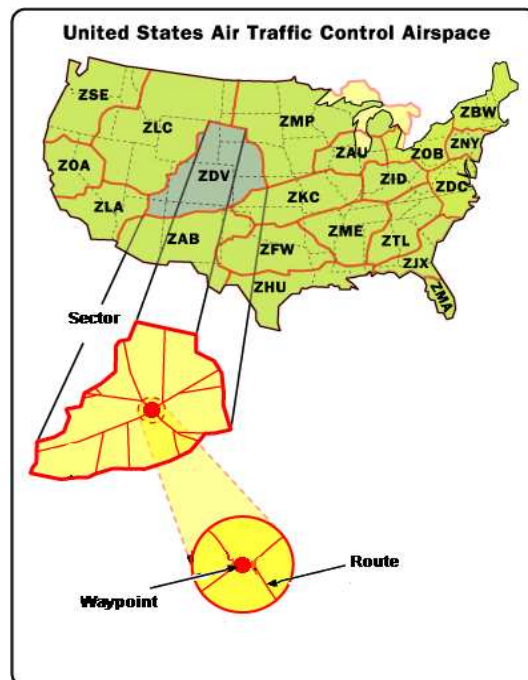 United States Air Traffic Control Airspace
ZSE
ZLC
ZMP
ZBW
ZOA
ZDV
ZAU
ZOB
ZNY
ZLA
ZKC
ZID
ZDC
ZAB
ZFW
ZME
ZTL
ZHU
ZJX
ZMA
Sector
Route
Waypoint